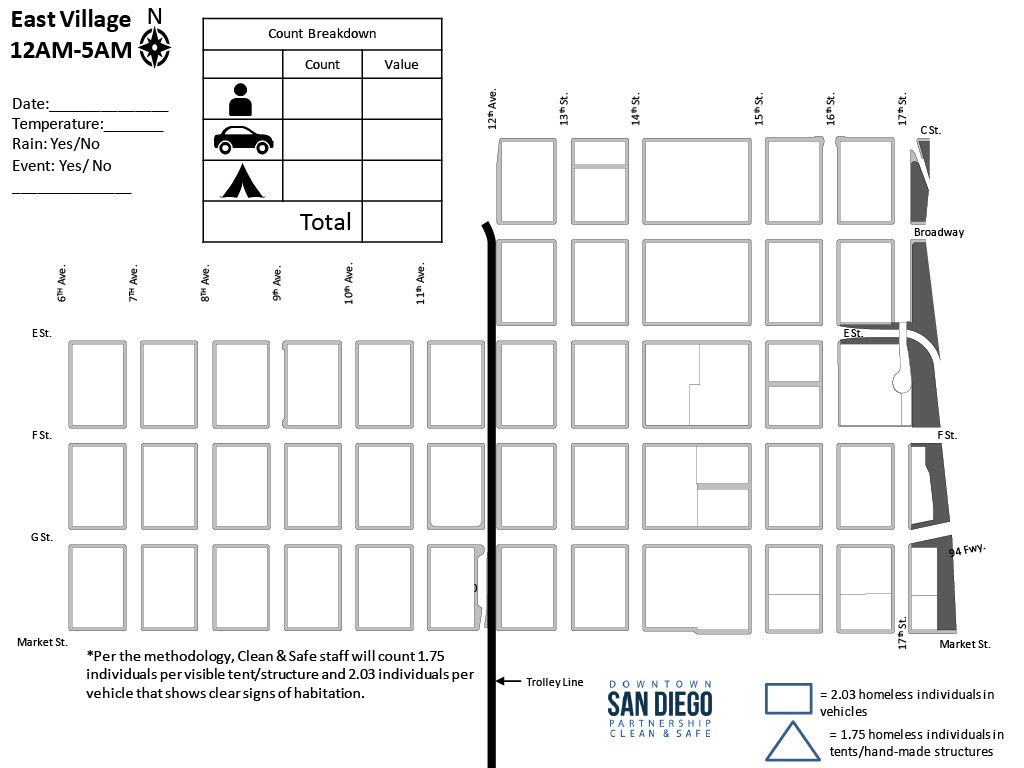 East Village
12AM-5AM
N
Date:______________
Temperature:_______
Rain: Yes/No
Event: Yes/ No
______________
Count Breakdown
Count
Value
Total
12th Ave.
13th St.
14th St.
15th St.
16th St.
17th St.
C St.
Broadway
6TH Ave.
7TH Ave.
8TH Ave.
9th Ave.
10th Ave.
11th Ave.
E St.
E St.
F St.
F St.
G St.
94 Fwy.
17th St.
Market St.
Market St.
*Per the methodology, Clean & Safe staff will count 1.75
individuals per visible tent/structure and 2.03 individuals per
vehicle that shows clear signs of habitation.
Trolley Line
DOWNTOWN
SAN DIEGO
PARTNERSHIP
CLEAN & SAFE
= 2.03 homeless individuals in
vehicles
= 1.75 homeless individuals in
tents/hand-made structures